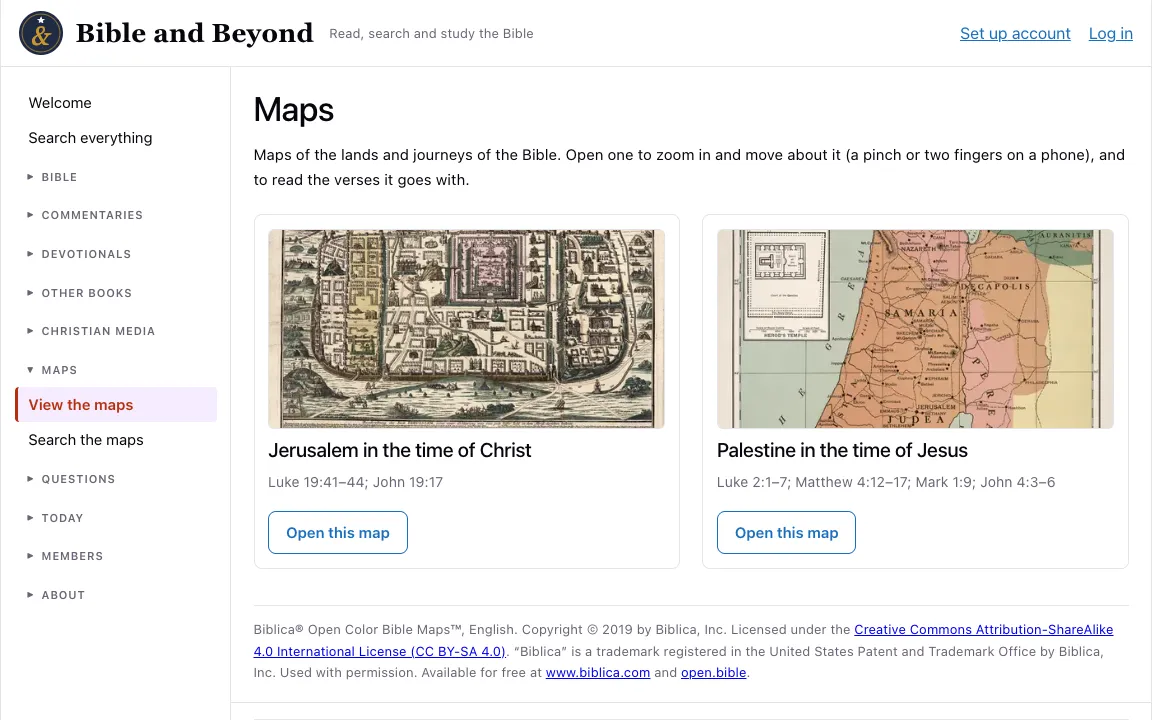 &
Bible and Beyond
Read, search and study the Bible
Set up account
Log in
Welcome
Search everything
BIBLE
COMMENTARIES
DEVOTIONALS
OTHER BOOKS
CHRISTIAN MEDIA
MAPS
View the maps
Search the maps
QUESTIONS
TODAY
MEMBERS
ABOUT
Maps
Maps of the lands and journeys of the Bible. Open one to zoom in and move about it (a pinch or two fingers on a phone), and
to read the verses it goes with.
AURANITIS
NAZARETH
DECAPOLIS
SAMARIA
HEROD'S TEMPLE
PHILADELPHIA
JERUSALEM
JUDEA
Jerusalem in the time of Christ
Luke 19:41–44; John 19:17
Open this map
Palestine in the time of Jesus
Luke 2:1–7; Matthew 4:12–17; Mark 1:9; John 4:3–6
Open this map
Biblica® Open Color Bible Maps™, English. Copyright © 2019 by Biblica, Inc. Licensed under the Creative Commons Attribution-ShareAlike
4.0 International License (CC BY-SA 4.0). “Biblica” is a trademark registered in the United States Patent and Trademark Office by Biblica,
Inc. Used with permission. Available for free at www.biblica.com and open.bible.